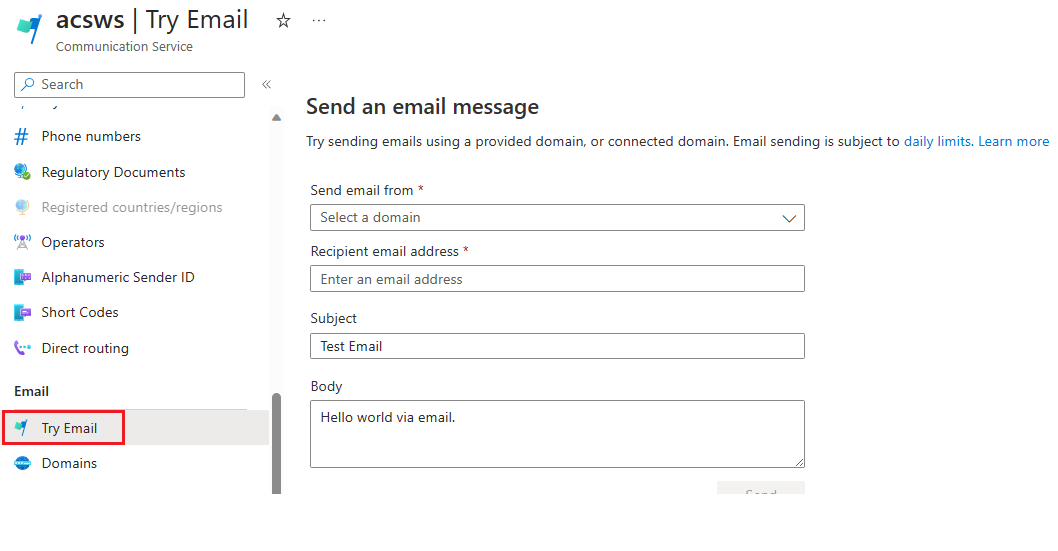 acsws | Try Email
Communication Service
Search
Phone numbers
Regulatory Documents
Registered countries/regions
Operators
Alphanumeric Sender ID
Short Codes
Direct routing
Email
Try Email
Domains
Send an email message
Try sending emails using a provided domain, or connected domain. Email sending is subject to daily limits. Learn more
Send email from *
Select a domain
Recipient email address *
Enter an email address
Subject
Test Email
Body
Hello world via email.
Send